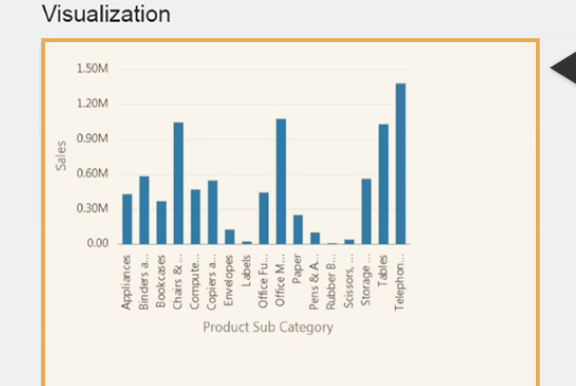 Visualization
1.50M
1.20M
0.90M
0.60M
0.30M
0.00
Sales
Appliances
Binders a...
Bookcases
Chairs & ...
Compute...
Copiers a...
Envelopes
Labels
Office Fu...
Office M...
Paper
Pens & A...
Rubber B...
Scissors, ...
Storage ...
Tables
Telephon...
Product Sub Category